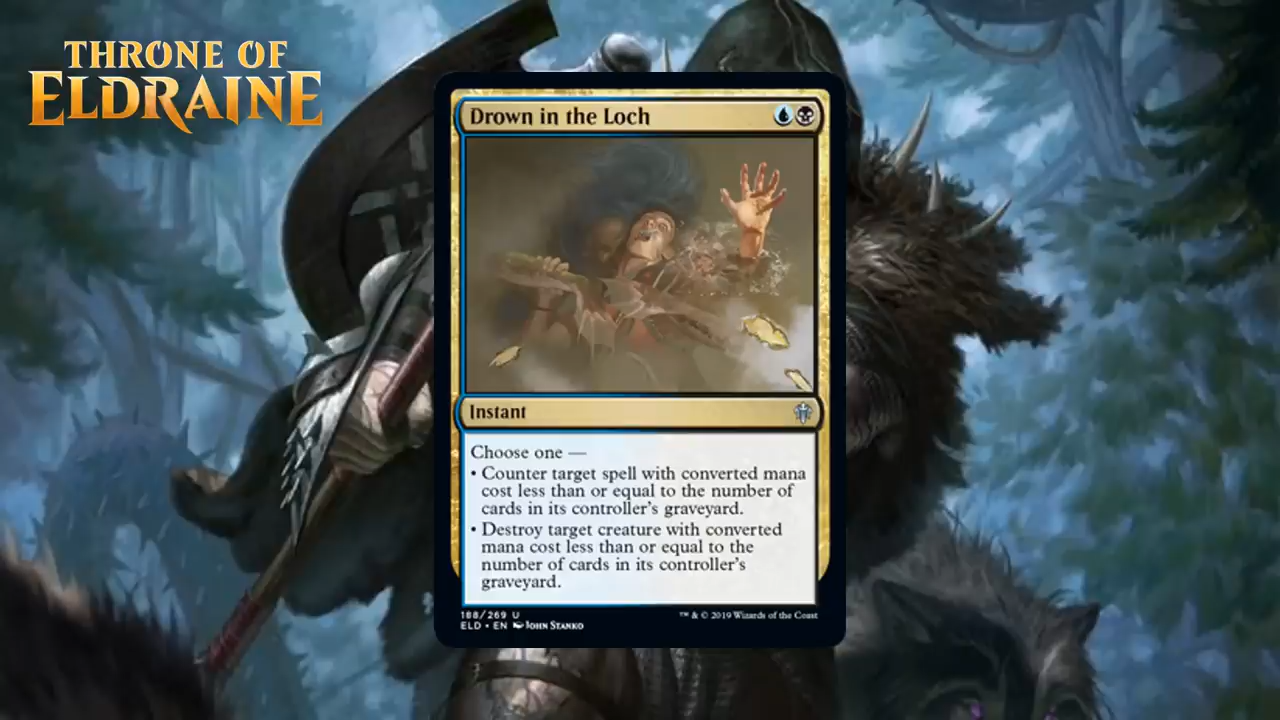 THRONE OF
ELDRAINE
Drown in the Loch
Instant
Choose one —
• Counter target spell with converted mana
cost less than or equal to the number of
cards in its controller's graveyard.
• Destroy target creature with converted
mana cost less than or equal to the
number of cards in its controller's
graveyard.
188/269 U
ELD • EN JOHN STANKO
™ & © 2019 Wizards of the Coast